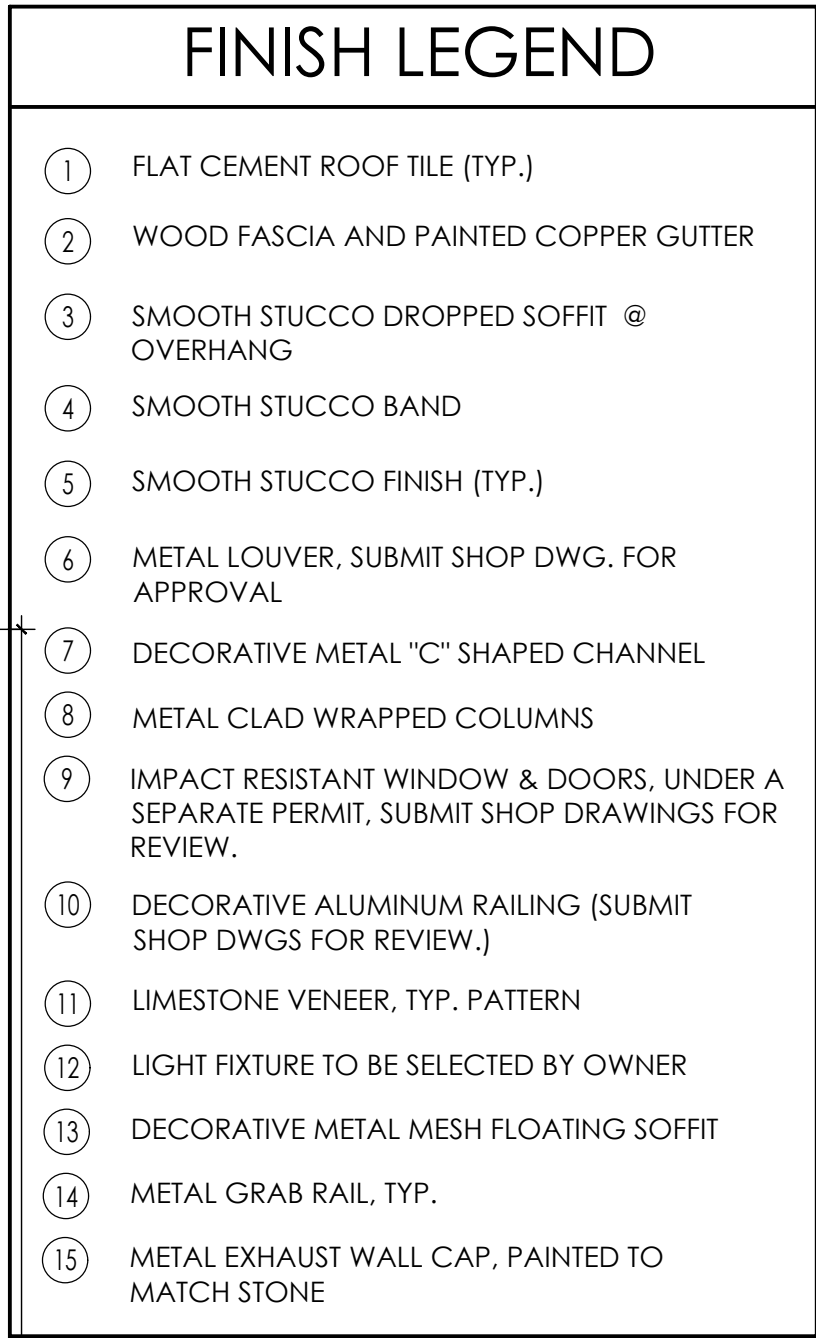 FINISH LEGEND
1 FLAT CEMENT ROOF TILE (TYP.)
2 WOOD FASCIA AND PAINTED COPPER GUTTER
3 SMOOTH STUCCO DROPPED SOFFIT @
OVERHANG
4 SMOOTH STUCCO BAND
5 SMOOTH STUCCO FINISH (TYP.)
6 METAL LOUVER, SUBMIT SHOP DWG. FOR
APPROVAL
7 DECORATIVE METAL "C" SHAPED CHANNEL
8 METAL CLAD WRAPPED COLUMNS
9 IMPACT RESISTANT WINDOW & DOORS, UNDER A
SEPARATE PERMIT, SUBMIT SHOP DRAWINGS FOR
REVIEW.
10 DECORATIVE ALUMINUM RAILING (SUBMIT
SHOP DWGS FOR REVIEW.)
11 LIMESTONE VENEER, TYP. PATTERN
12 LIGHT FIXTURE TO BE SELECTED BY OWNER
13 DECORATIVE METAL MESH FLOATING SOFFIT
14 METAL GRAB RAIL, TYP.
15 METAL EXHAUST WALL CAP, PAINTED TO
MATCH STONE